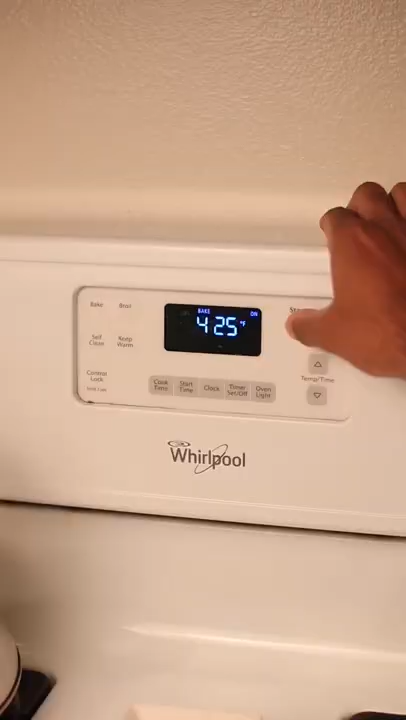 Bake Broil
BAKE ON
425°F
Self
Clean
Keep
Warm
Control
Lock
Cook
Time
Start
Time
Clock
Timer
Set/Off
Oven
Light
Temp/Time
Whirlpool